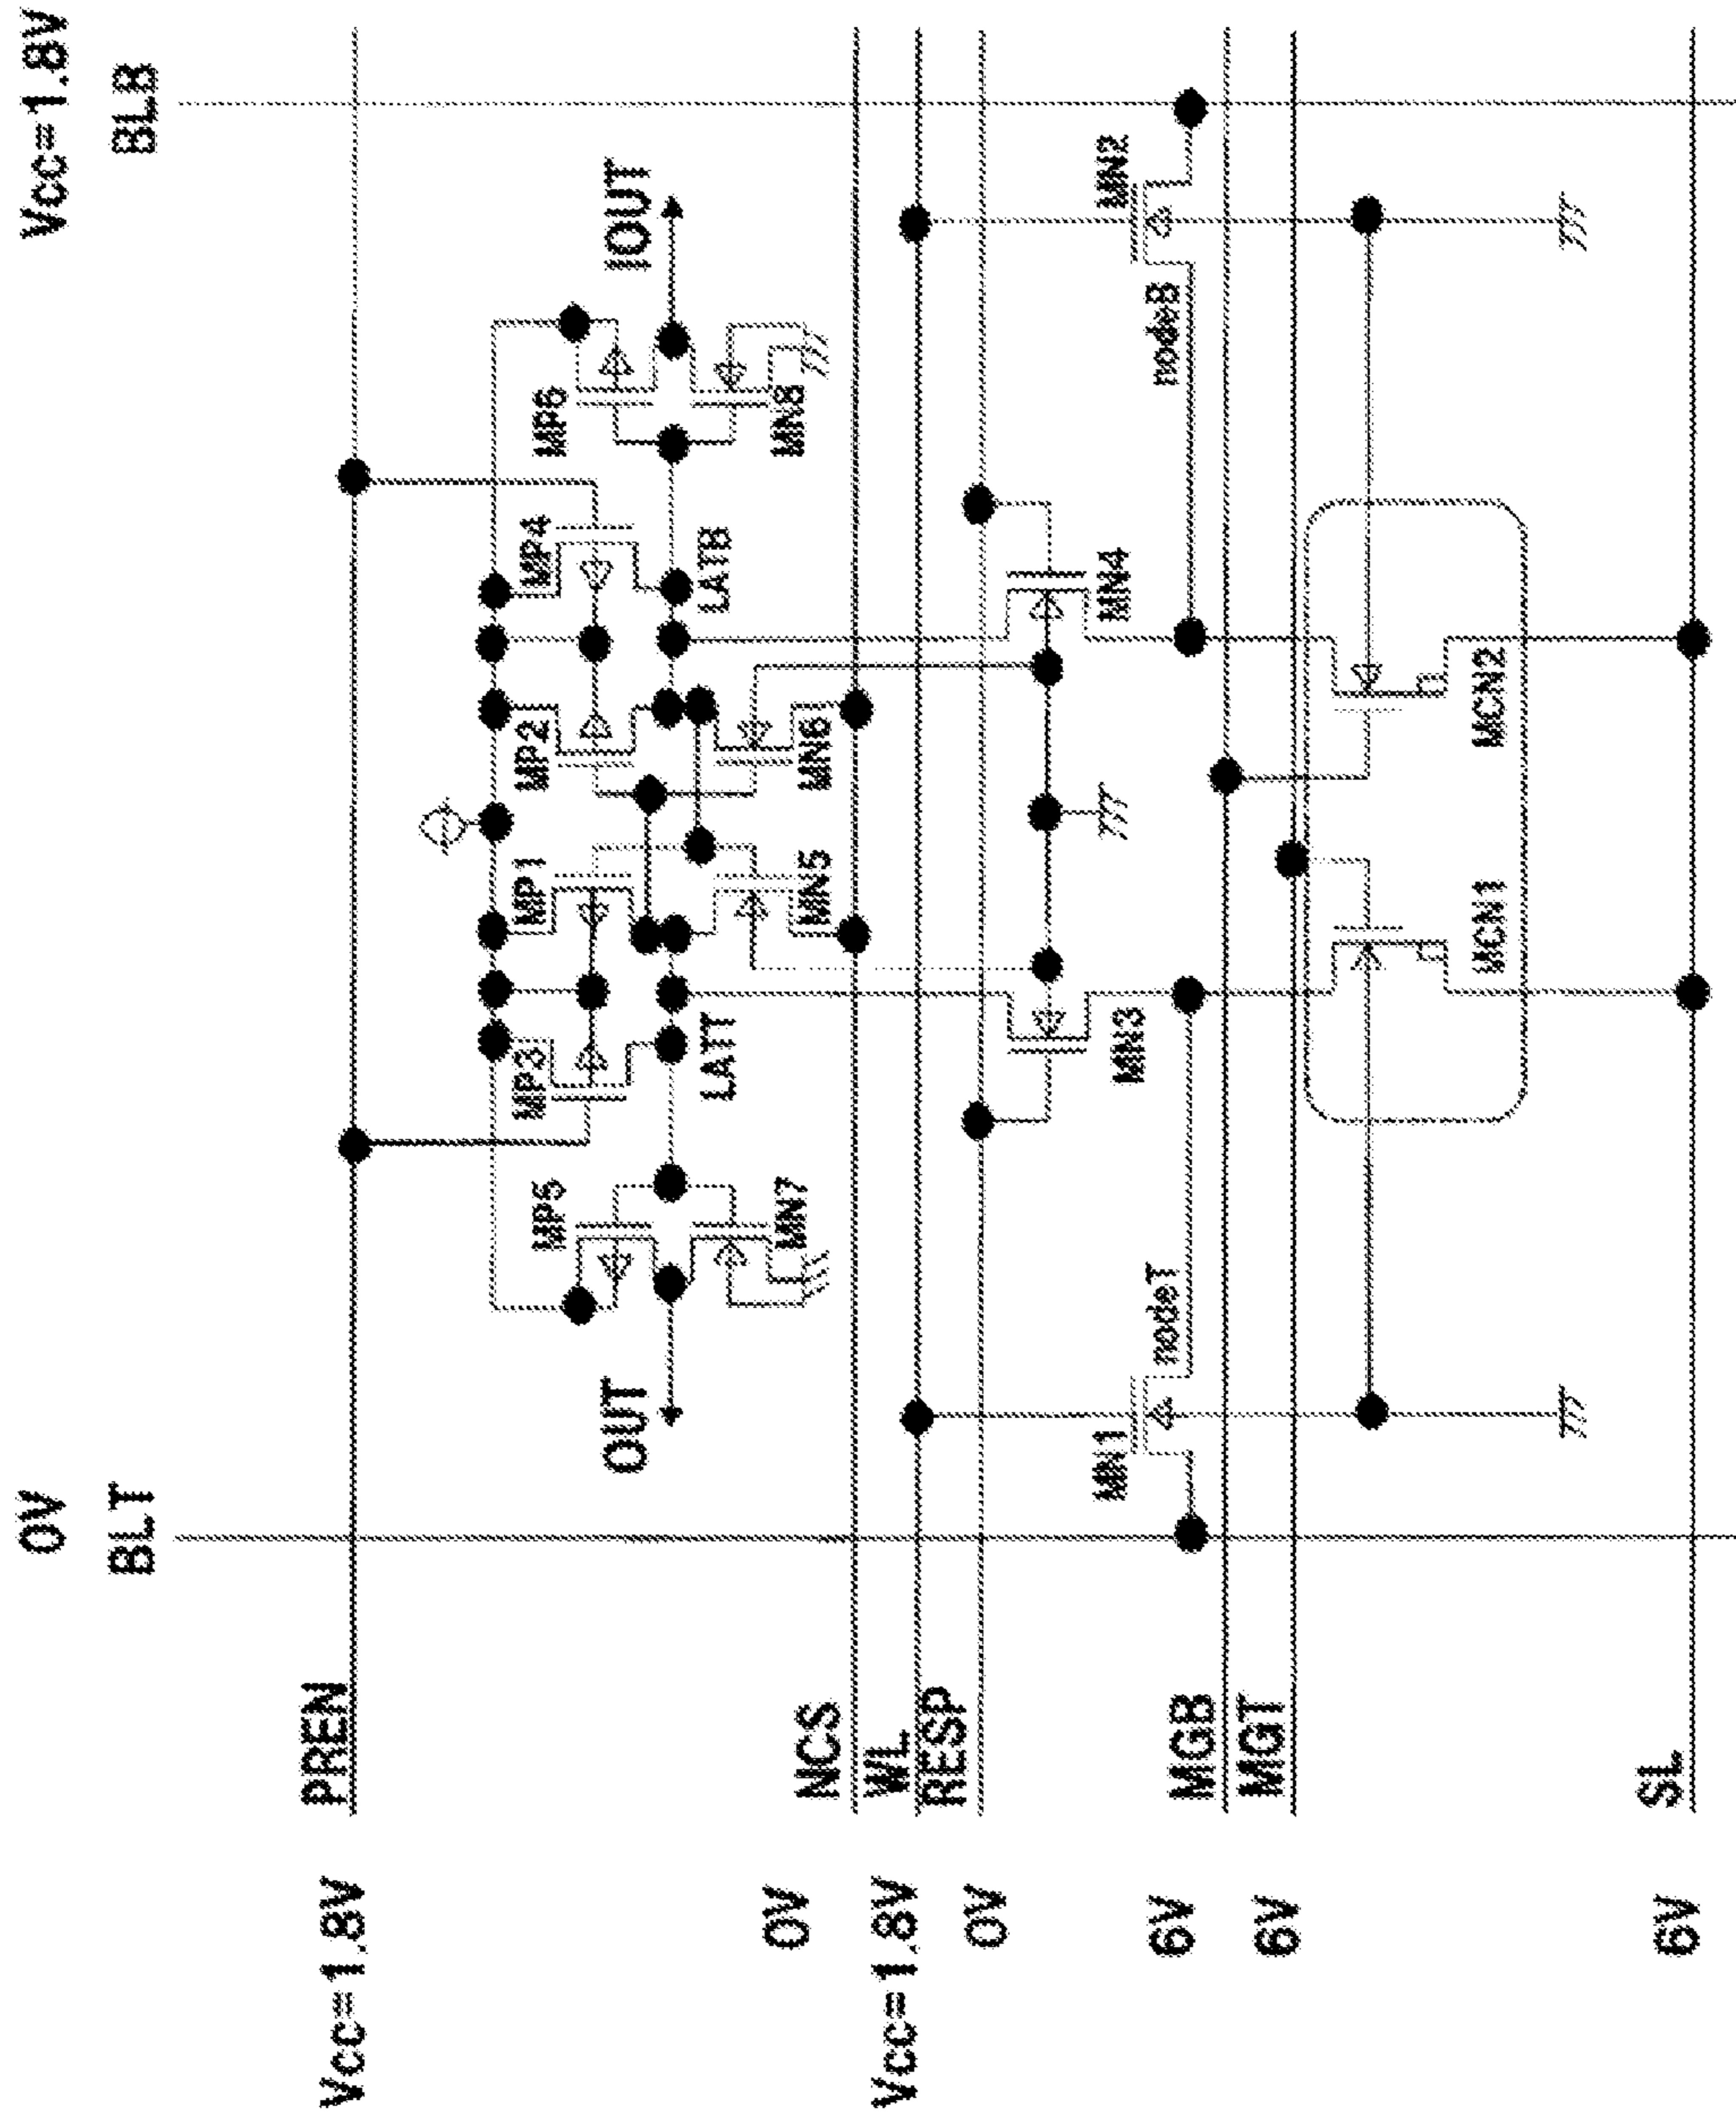 Vcc=1.8V
BLB
0V
BLT
Vcc=1.8V PREN
0V NCS
Vcc=1.8V WL
0V RESP
6V MGB
6V MGT
6V SL
OUT
IOUT
MP5
MP3
MP1
MP2
MP4
MP6
LATT
LATB
MN7
MN5
MN6
MN8
MN1
nodeT
MN3
MN4
nodeB
MN2
MCN1
MCN2